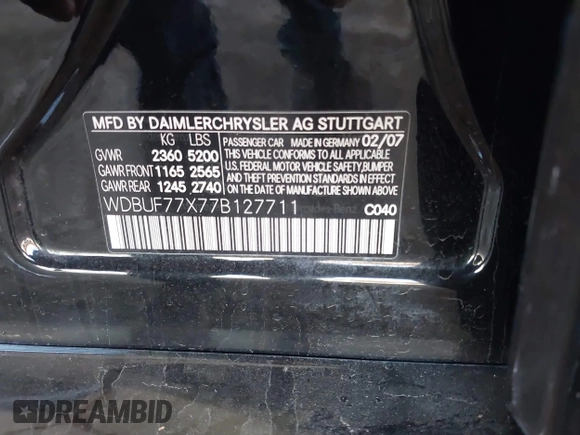 MFD BY DAIMLERCHRYSLER AG STUTTGART
KG LBS PASSENGER CAR MADE IN GERMANY 02/07
GVWR 2360 5200 THIS VEHICLE CONFORMS TO ALL APPLICABLE
GAWR FRONT 1165 2565 U.S. FEDERAL MOTOR VEHICLE SAFETY, BUMPER
GAWR REAR 1245 2740 AND THEFT PREVENTION STANDARDS IN EFFECT ON THE DATE OF MANUFACTURE SHOWN ABOVE.
WDBUF77X77B127711 C040
DREAMBID